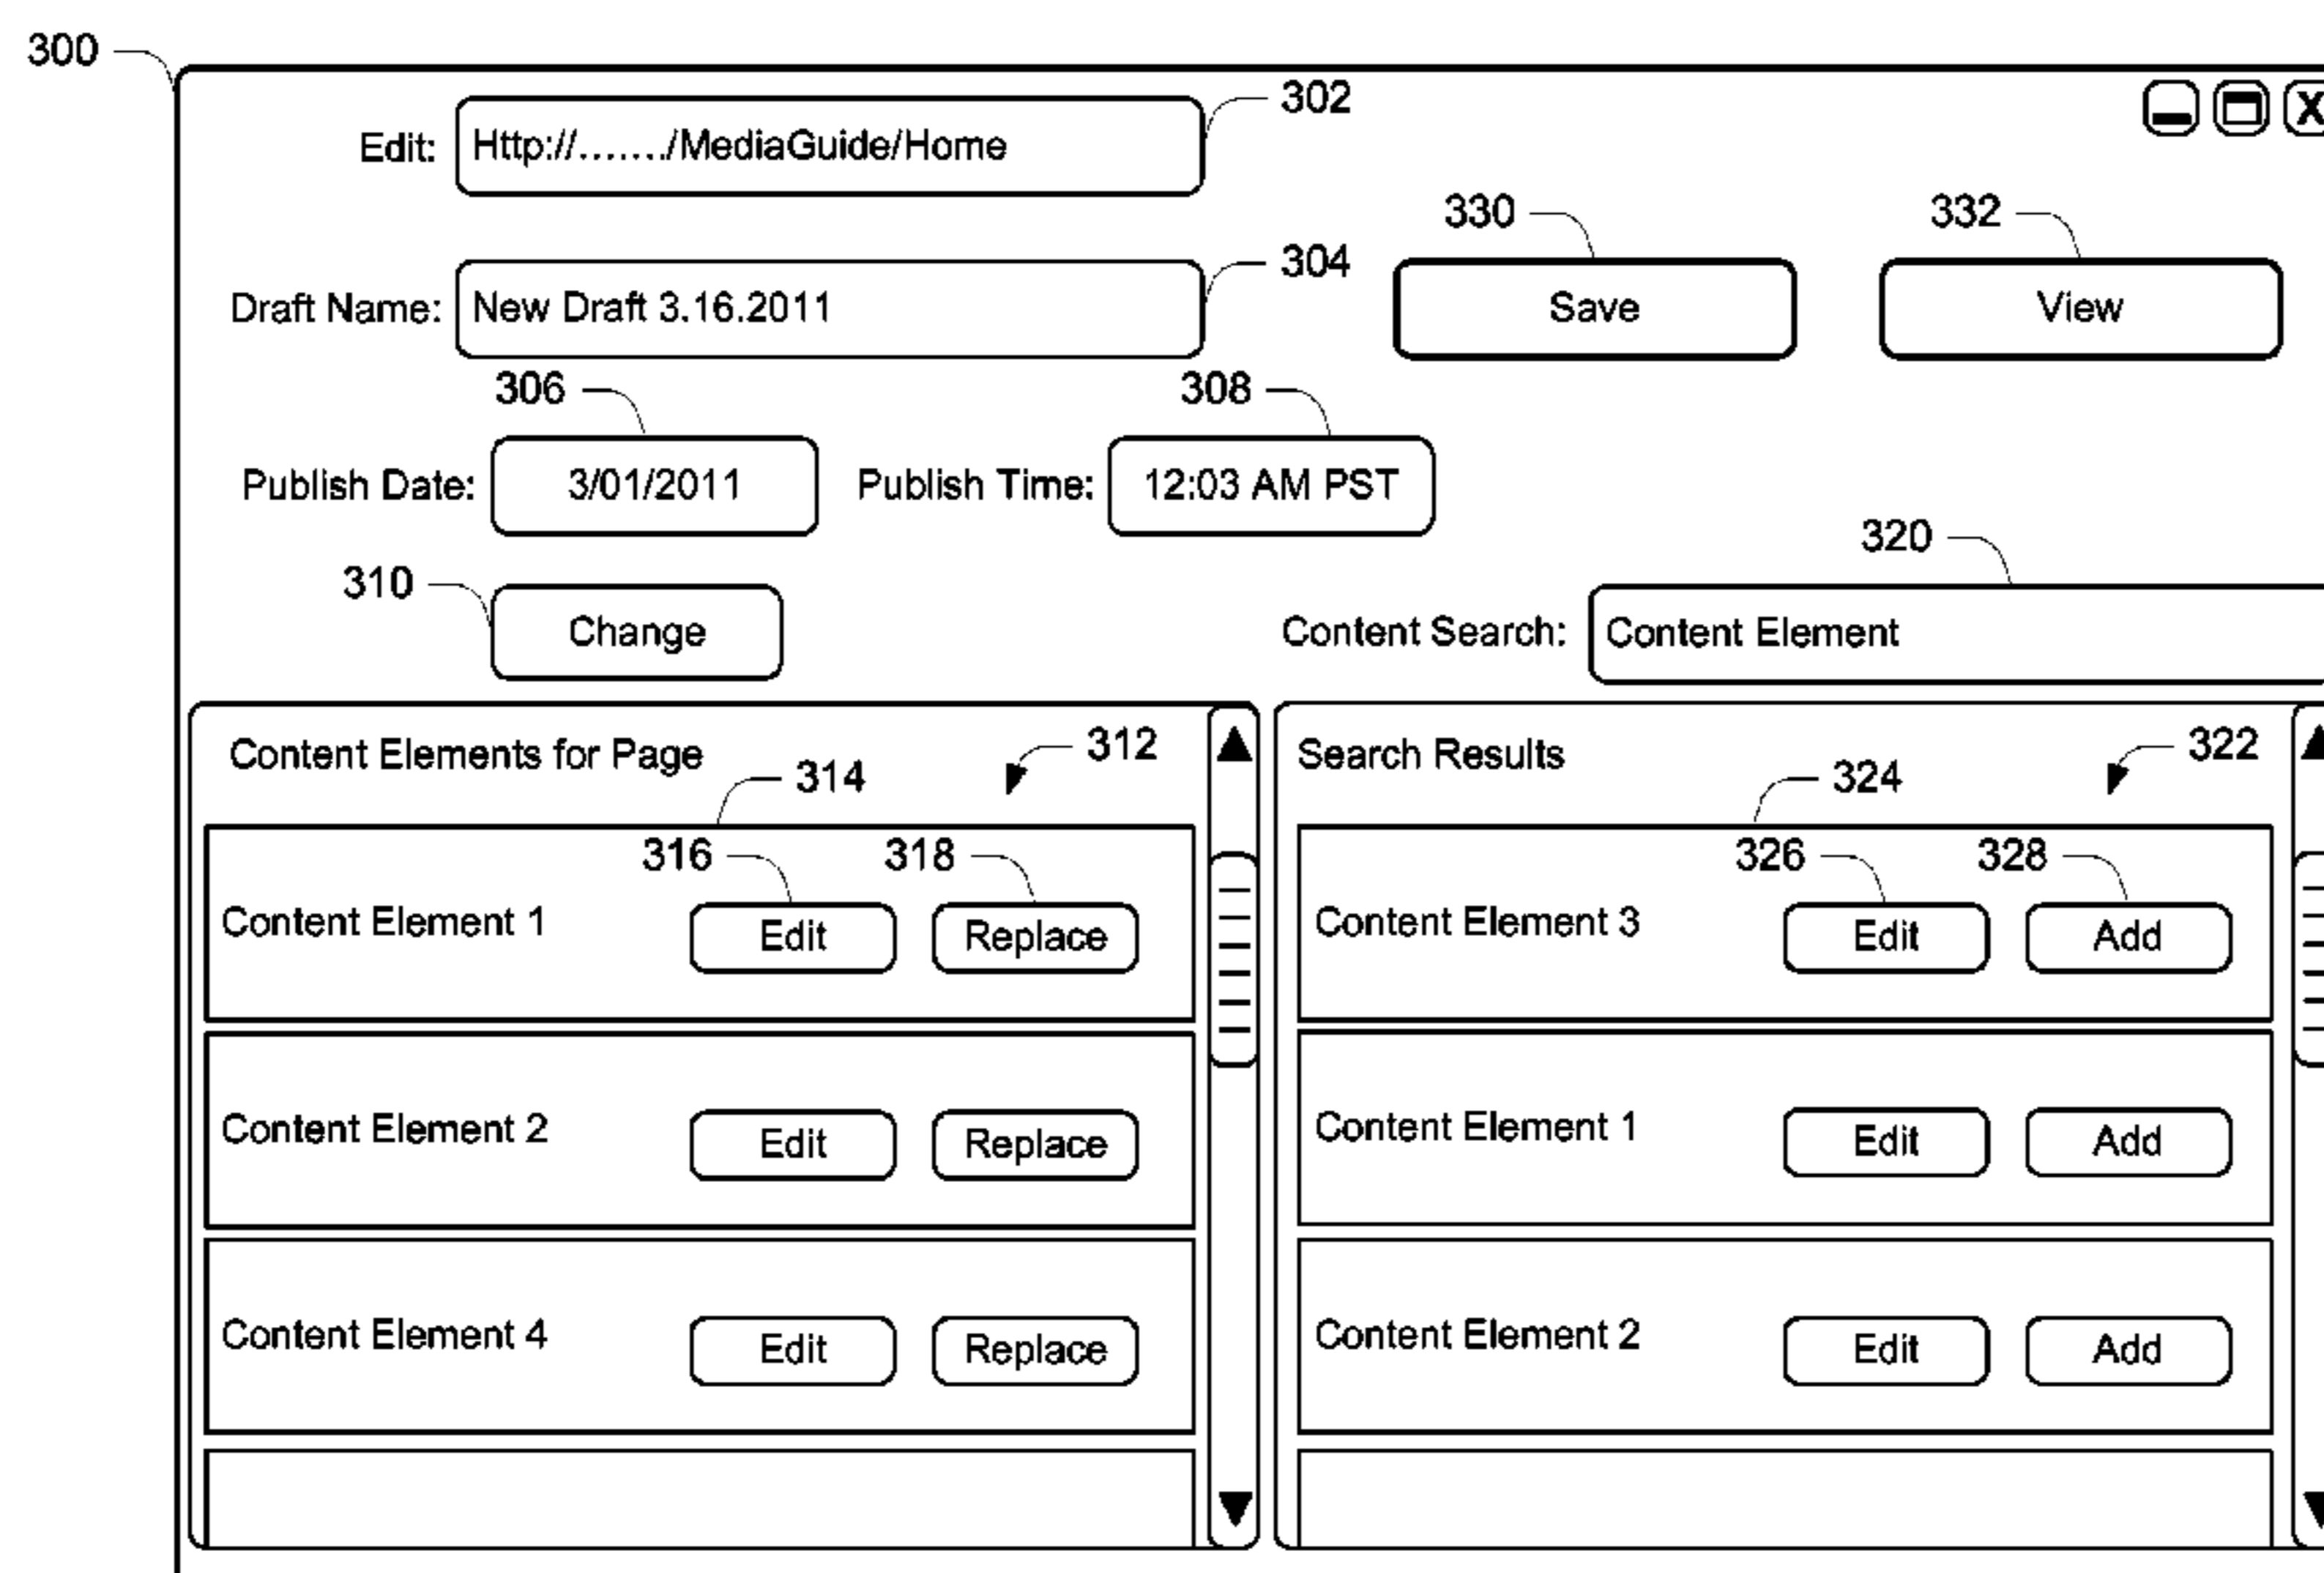 300
302
Edit: Http://......./MediaGuide/Home
X
330 332
304
Draft Name: New Draft 3.16.2011 Save View
306 308
Publish Date: 3/01/2011 Publish Time: 12:03 AM PST
320
310
Change Content Search: Content Element
Content Elements for Page 312 Search Results 322
314 324
316 318 326 328
Content Element 1 Edit Replace Content Element 3 Edit Add
Content Element 2 Edit Replace Content Element 1 Edit Add
Content Element 4 Edit Replace Content Element 2 Edit Add